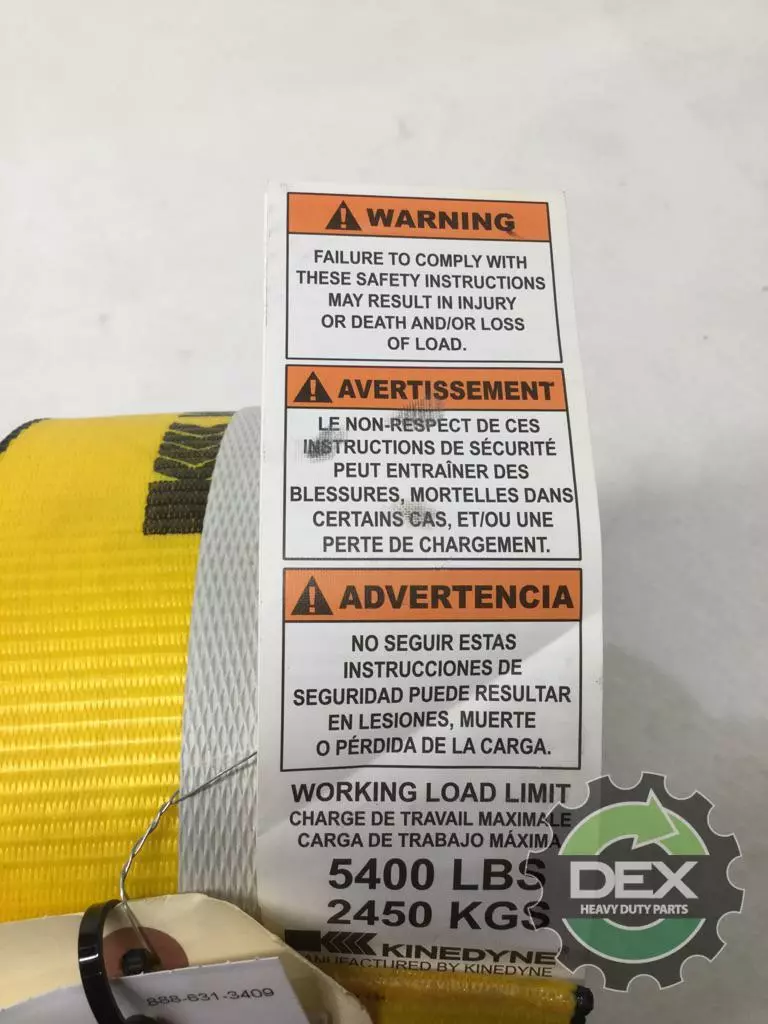 WARNING
FAILURE TO COMPLY WITH
THESE SAFETY INSTRUCTIONS
MAY RESULT IN INJURY
OR DEATH AND/OR LOSS
OF LOAD.
AVERTISSEMENT
LE NON-RESPECT DE CES
INSTRUCTIONS DE SÉCURITÉ
PEUT ENTRAÎNER DES
BLESSURES, MORTELLES DANS
CERTAINS CAS, ET/OU UNE
PERTE DE CHARGEMENT.
ADVERTENCIA
NO SEGUIR ESTAS
INSTRUCCIONES DE
SEGURIDAD PUEDE RESULTAR
EN LESIONES, MUERTE
O PÉRDIDA DE LA CARGA.
WORKING LOAD LIMIT
CHARGE DE TRAVAIL MAXIMALE
CARGA DE TRABAJO MÁXIMA
5400 LBS
2450 KGS
KINEDYNE®
MANUFACTURED BY KINEDYNE
888-631-3409
DEX
HEAVY DUTY PARTS